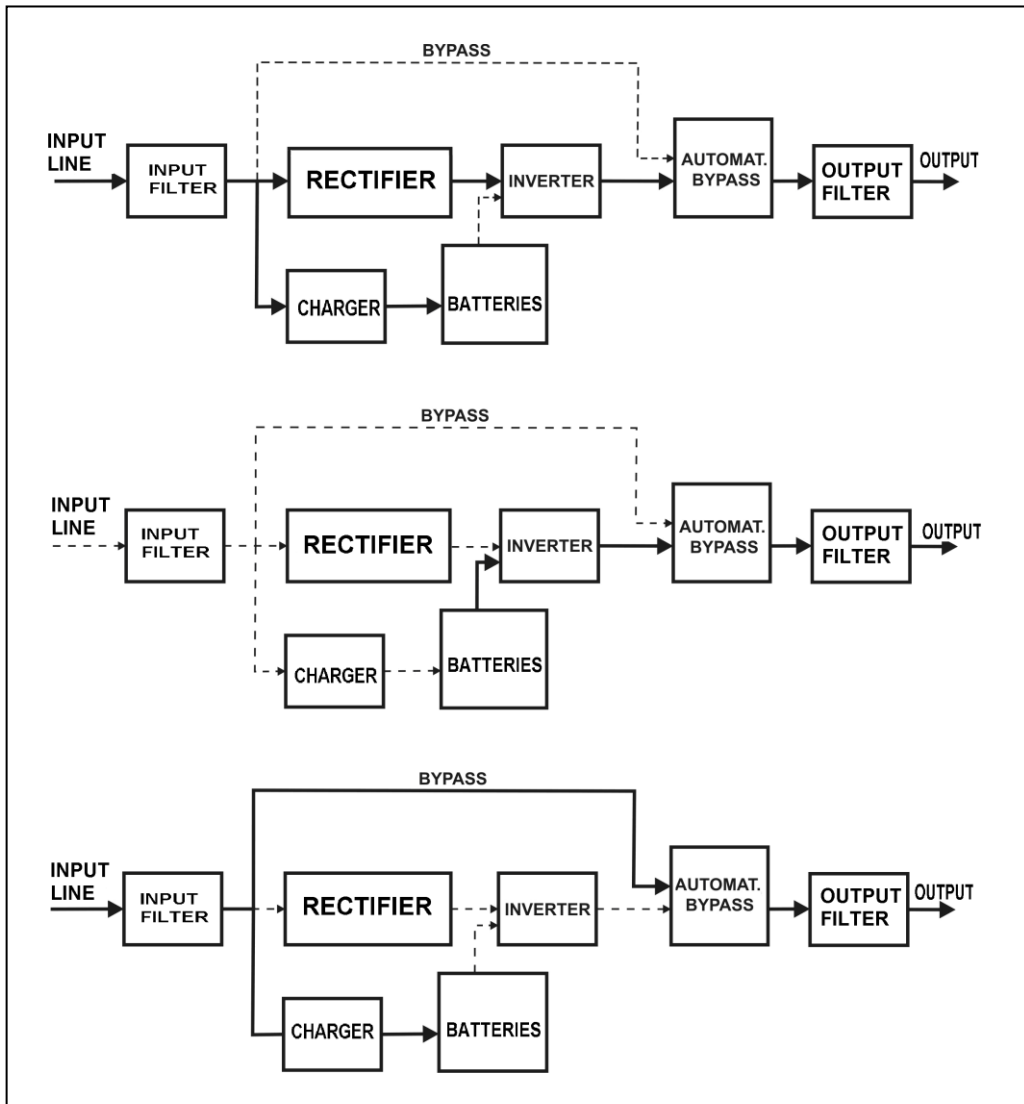 BYPASS
INPUT
LINE
INPUT
FILTER
RECTIFIER
INVERTER
AUTOMAT.
BYPASS
OUTPUT
FILTER
OUTPUT
CHARGER
BATTERIES
BYPASS
INPUT
LINE
INPUT
FILTER
RECTIFIER
INVERTER
AUTOMAT.
BYPASS
OUTPUT
FILTER
OUTPUT
CHARGER
BATTERIES
BYPASS
INPUT
LINE
INPUT
FILTER
RECTIFIER
INVERTER
AUTOMAT.
BYPASS
OUTPUT
FILTER
OUTPUT
CHARGER
BATTERIES